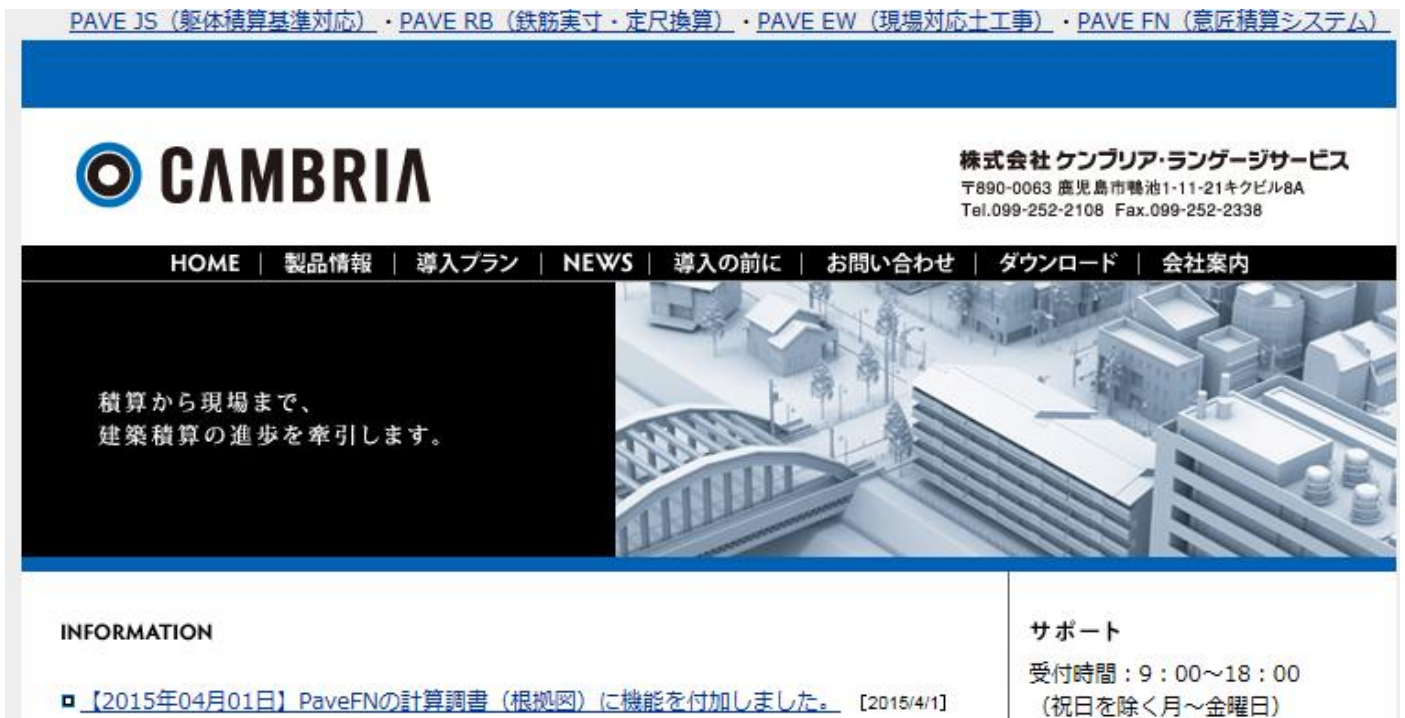 PAVE JS（躯体積算基準対応）・PAVE RB（鉄筋実寸・定尺換算）・PAVE EW（現場対応土工事）・PAVE FN（意匠積算システム）
CAMBRIA
株式会社 ケンブリア・ランゲージサービス
〒890-0063 鹿児島市鴨池1-11-21キクビル8A
Tel.099-252-2108 Fax.099-252-2338
HOME | 製品情報 | 導入プラン | NEWS | 導入の前に | お問い合わせ | ダウンロード | 会社案内
積算から現場まで、
建築積算の進歩を牽引します。
INFORMATION
【2015年04月01日】PaveFNの計算調書（根拠図）に機能を付加しました。 [2015/4/1]
サポート
受付時間：9：00～18：00
（祝日を除く月～金曜日）